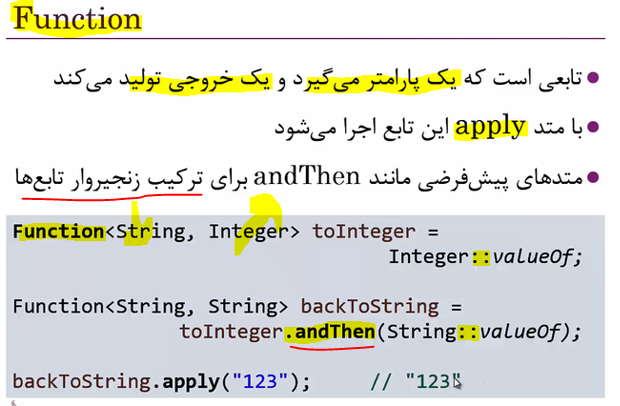 Function
تابعی است که یک پارامتر می‌گیرد و یک خروجی تولید می‌کند
با متد apply این تابع اجرا می‌شود
متدهای پیش‌فرضی مانند andThen برای ترکیب زنجیروار تابع‌ها
Function<String, Integer> toInteger =
Integer::valueOf;
Function<String, String> backToString =
toInteger.andThen(String::valueOf);
backToString.apply("123"); // "123"